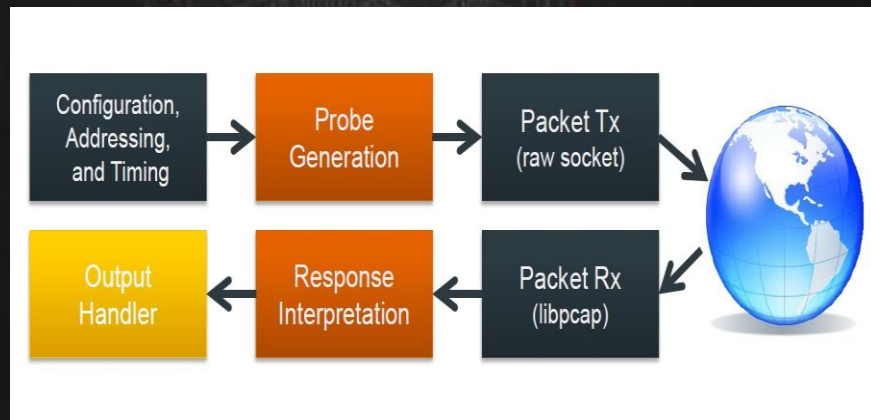 Configuration,
Addressing,
and Timing
Probe
Generation
Packet Tx
(raw socket)
Output
Handler
Response
Interpretation
Packet Rx
(libpcap)